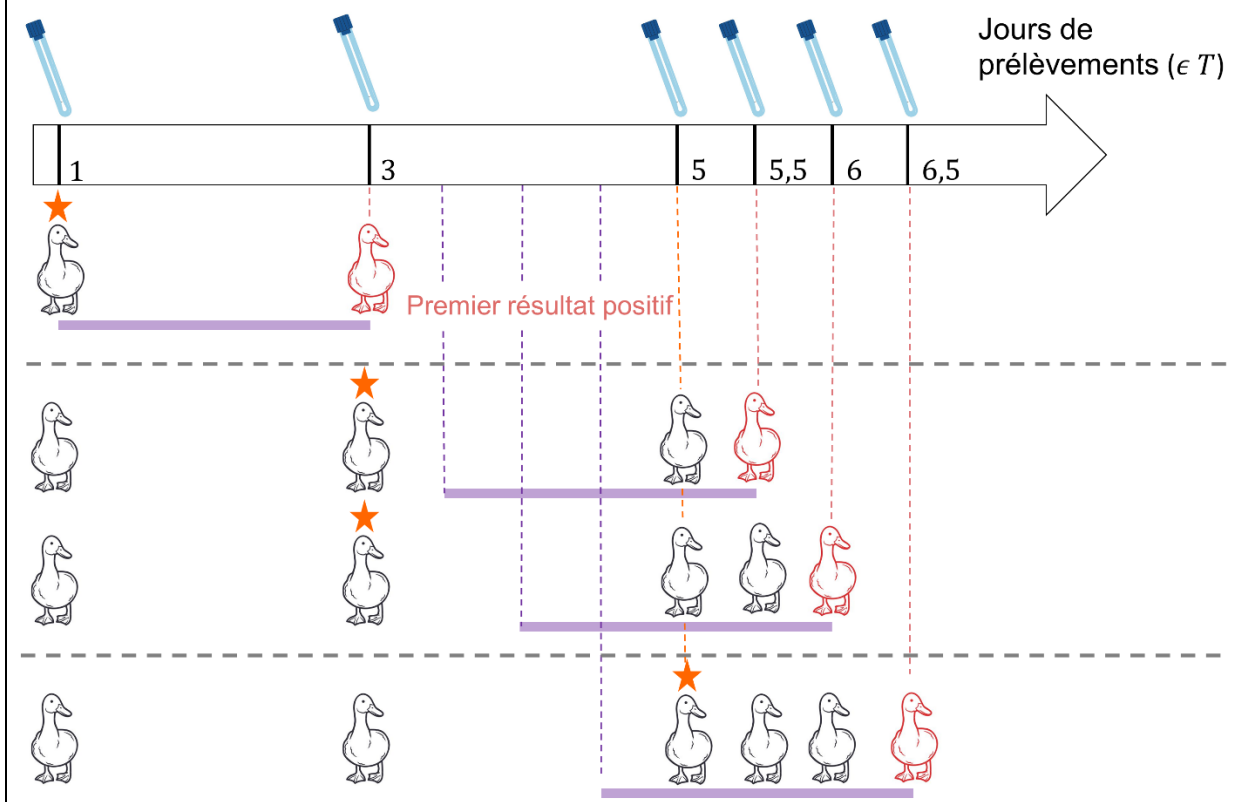 Jours de
prélèvements (ϵ T)
1
3
5
5,5
6
6,5
Premier résultat positif